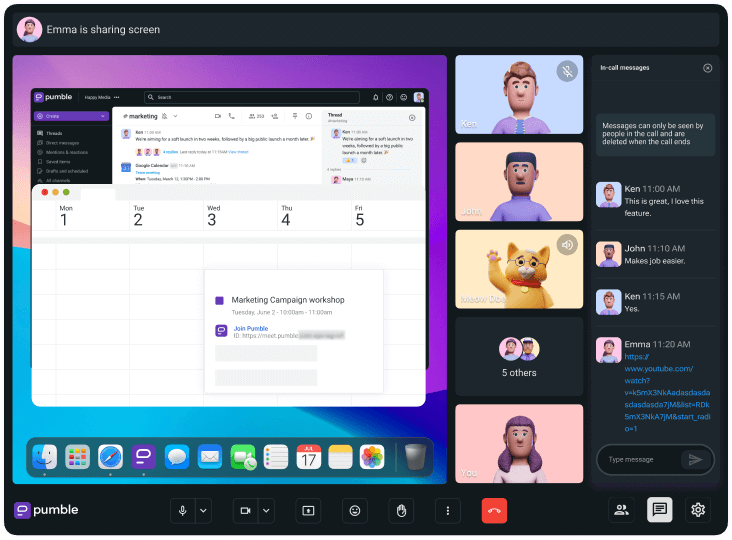 Emma is sharing screen
pumble
Happy Media
Search
Create
Threads
Direct messages
Mentions & reactions
Saved items
Drafts and scheduled
All channels
# marketing
Ken 11:00 AM
We're aiming for a soft launch in two weeks, followed by a big public launch a month later. 🎉
4 replies Last reply today at 11:15AM View thread
Google Calendar
11:10 AM
Team meeting
When: Tuesday, March 12, 1:30PM - 2:00 PM
Thread
#marketing
Ken 11:00 AM
We're aiming for a soft launch in two weeks, followed by a big public launch a month later. 🎉
Maya 11:10 AM
Mon
Tue
Wed
Thu
Fri
1
2
3
4
5
Marketing Campaign workshop
Tuesday, June 2 - 10:00am - 11:00am
Join Pumble
ID: https://meet.pumble.
JUL
17
Ken
John
Meow Doe
5 others
You
In-call messages
Messages can only be seen by
people in the call and are
deleted when the call ends
Ken 11:00 AM
This is great, I love this
feature.
John 11:10 AM
Makes job easier.
Ken 11:15 AM
Yes.
Emma 11:20 AM
https://
www.youtube.com/
watch?
v=k5mX3NkAadasdasda
sdasdasda7jM&list=RDk
5mX3NkA7jM&start_radi
o=1
Type message
pumble